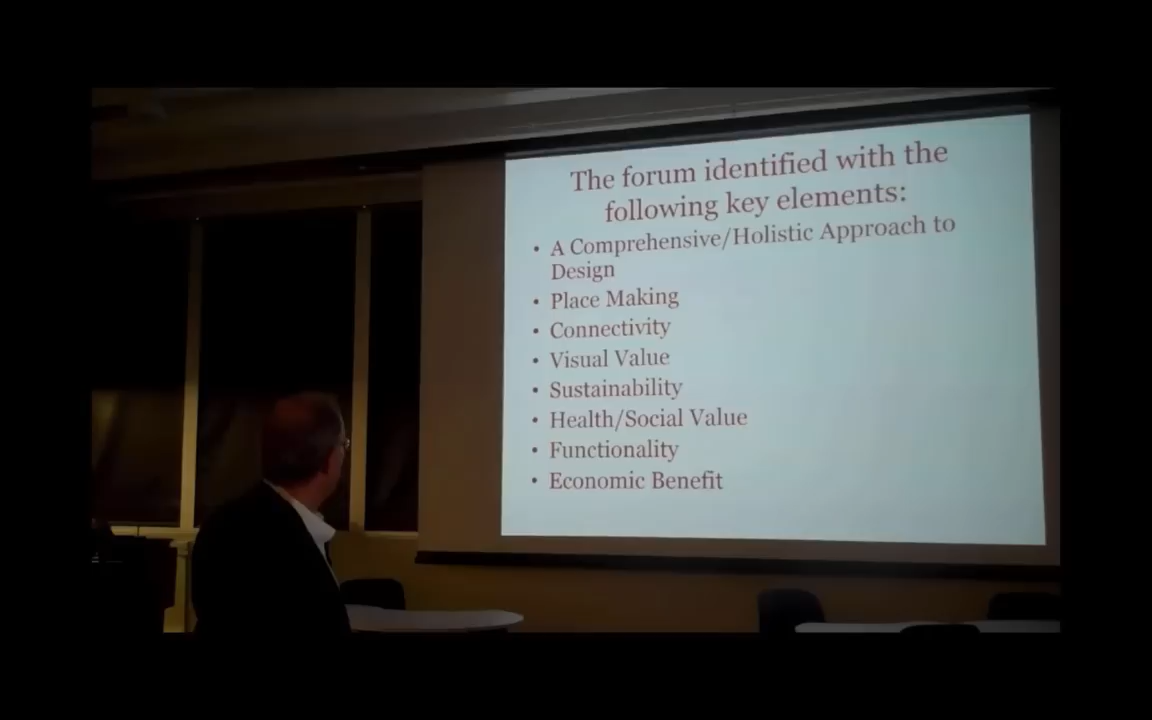 The forum identified with the
following key elements:
• A Comprehensive/Holistic Approach to
Design
• Place Making
• Connectivity
• Visual Value
• Sustainability
• Health/Social Value
• Functionality
• Economic Benefit